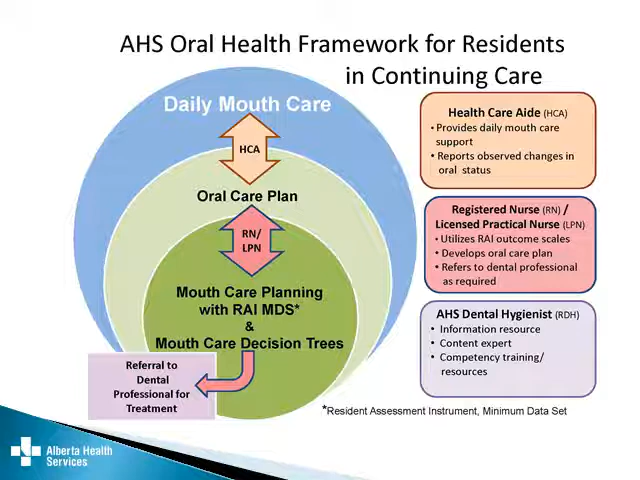 AHS Oral Health Framework for Residents
in Continuing Care
Daily Mouth Care
HCA
Oral Care Plan
RN/
LPN
Mouth Care Planning
with RAI MDS*
&
Mouth Care Decision Trees
Referral to
Dental
Professional for
Treatment
Health Care Aide (HCA)
• Provides daily mouth care
support
• Reports observed changes in
oral status
Registered Nurse (RN) /
Licensed Practical Nurse (LPN)
• Utilizes RAI outcome scales
• Develops oral care plan
• Refers to dental professional
as required
AHS Dental Hygienist (RDH)
• Information resource
• Content expert
• Competency training/
resources
*Resident Assessment Instrument, Minimum Data Set
Alberta Health
Services